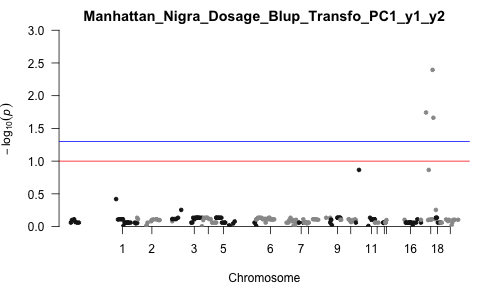 Manhattan_Nigra_Dosage_Blup_Transfo_PC1_y1_y2
3.0
2.5
2.0
1.5
1.0
0.5
0.0
− log10(p)
1 2 3 5 6 7 9 11 16 18
Chromosome